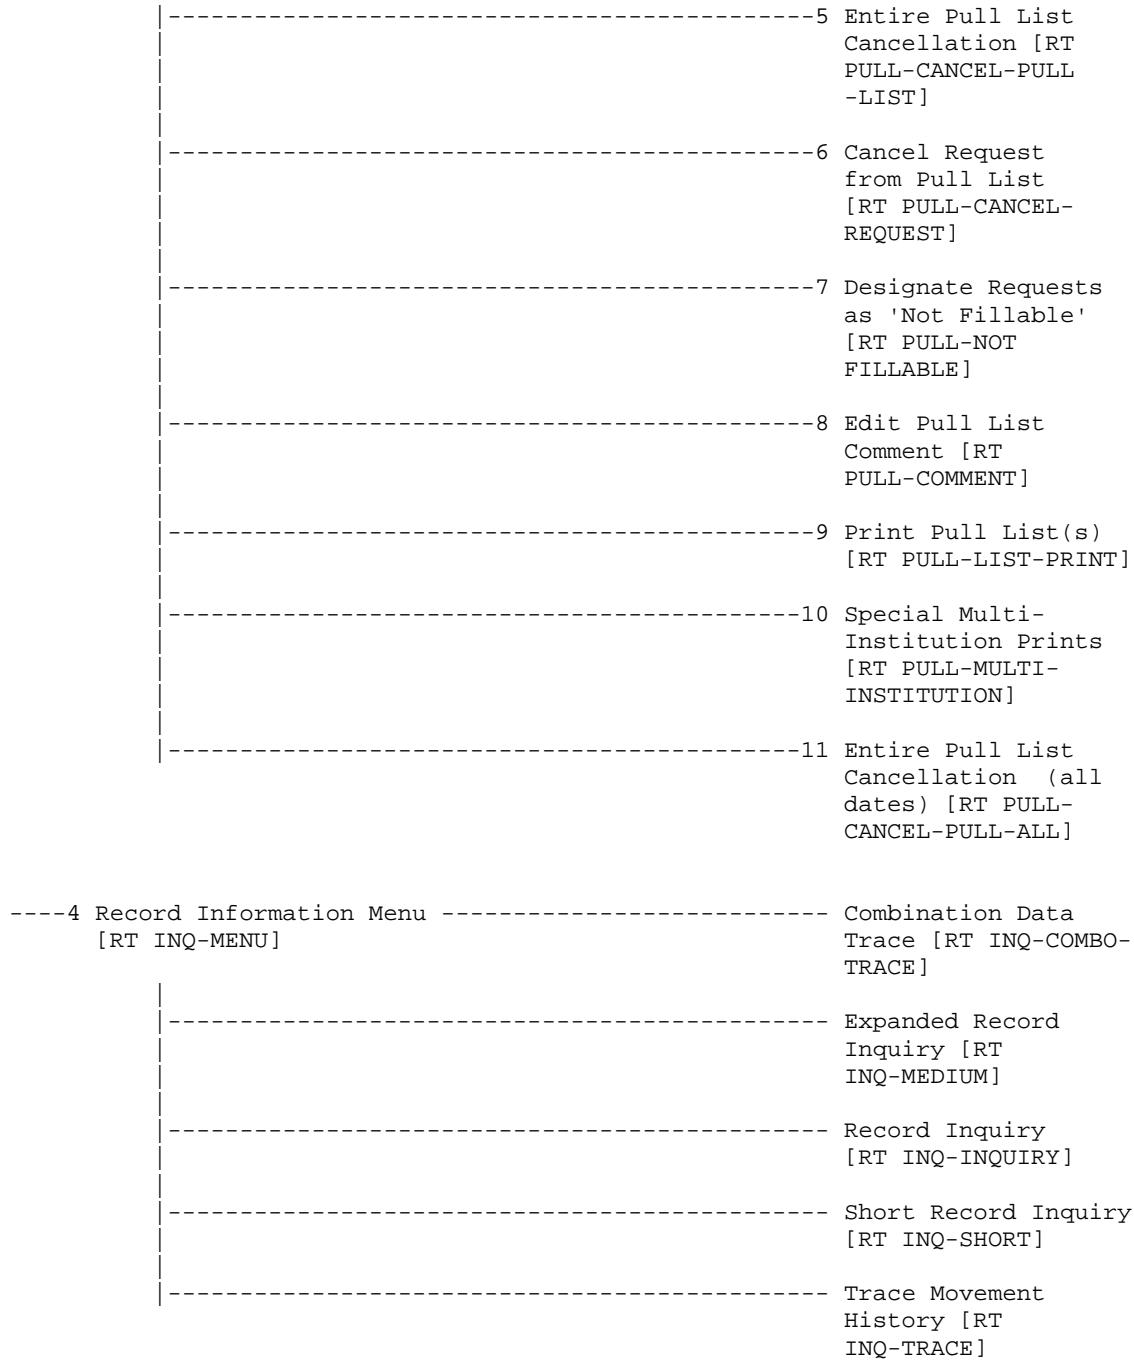 |---------------------------------------------5 Entire Pull List
Cancellation [RT
PULL-CANCEL-PULL
-LIST]
|---------------------------------------------6 Cancel Request
from Pull List
[RT PULL-CANCEL-
REQUEST]
|---------------------------------------------7 Designate Requests
as 'Not Fillable'
[RT PULL-NOT
FILLABLE]
|---------------------------------------------8 Edit Pull List
Comment [RT
PULL-COMMENT]
|---------------------------------------------9 Print Pull List(s)
[RT PULL-LIST-PRINT]
|--------------------------------------------10 Special Multi-
Institution Prints
[RT PULL-MULTI-
INSTITUTION]
|--------------------------------------------11 Entire Pull List
Cancellation  (all
dates) [RT PULL-
CANCEL-PULL-ALL]
----4 Record Information Menu --------------------------- Combination Data
[RT INQ-MENU] Trace [RT INQ-COMBO-
TRACE]
|---------------------------------------------- Expanded Record
Inquiry [RT
INQ-MEDIUM]
|---------------------------------------------- Record Inquiry
[RT INQ-INQUIRY]
|---------------------------------------------- Short Record Inquiry
[RT INQ-SHORT]
|---------------------------------------------- Trace Movement
History [RT
INQ-TRACE]